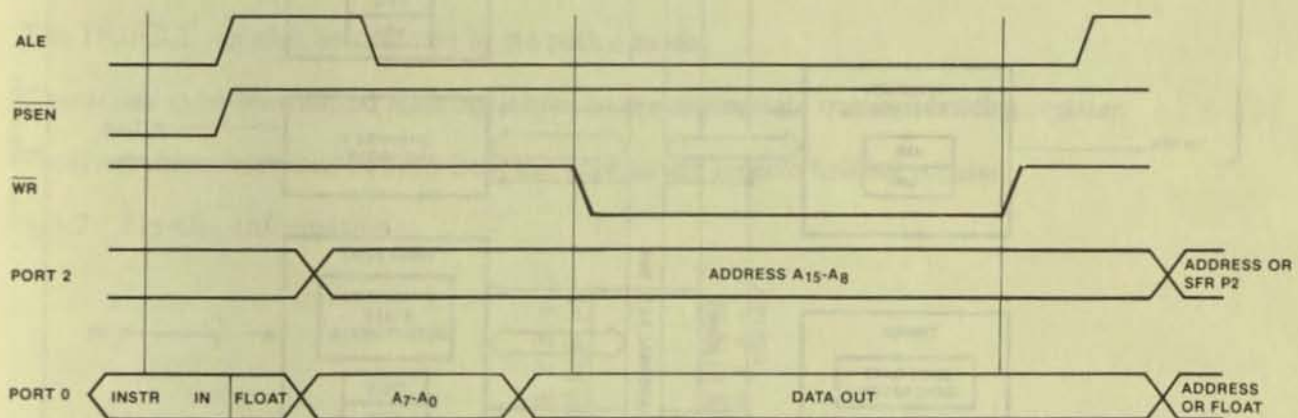 ALE
PSEN
WR
PORT 2
ADDRESS A15-A8
ADDRESS OR
SFR P2
PORT 0
INSTR IN
FLOAT
A7-A0
DATA OUT
ADDRESS
OR FLOAT